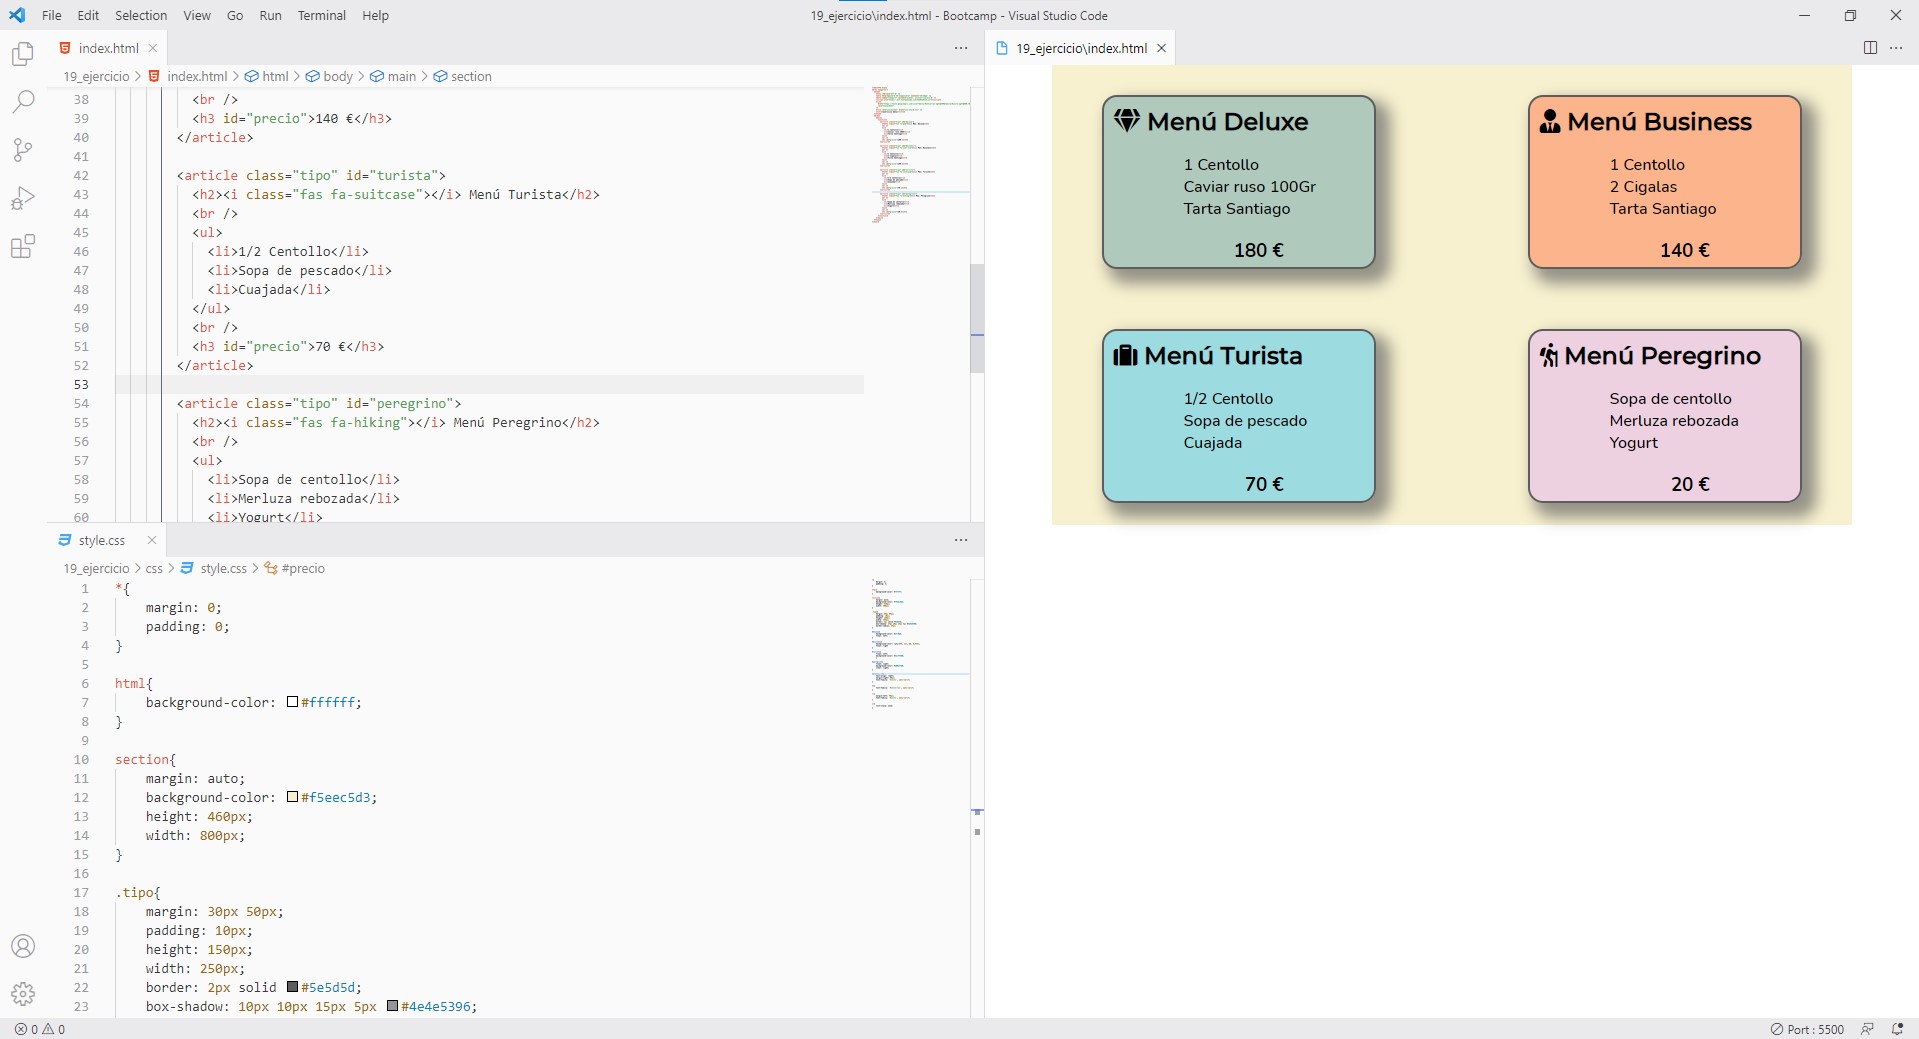 File Edit Selection View Go Run Terminal Help
19_ejercicio\index.html - Bootcamp - Visual Studio Code
index.html
19_ejercicio > index.html > html > body > main > section
38 <br />
39 <h3 id="precio">140 €</h3>
40 </article>
41
42 <article class="tipo" id="turista">
43 <h2><i class="fas fa-suitcase"></i> Menú Turista</h2>
44 <br />
45 <ul>
46 <li>1/2 Centollo</li>
47 <li>Sopa de pescado</li>
48 <li>Cuajada</li>
49 </ul>
50 <br />
51 <h3 id="precio">70 €</h3>
52 </article>
53
54 <article class="tipo" id="peregrino">
55 <h2><i class="fas fa-hiking"></i> Menú Peregrino</h2>
56 <br />
57 <ul>
58 <li>Sopa de centollo</li>
59 <li>Merluza rebozada</li>
60 <li>Yogurt</li>
style.css
19_ejercicio > css > style.css > #precio
1 *{
2 margin: 0;
3 padding: 0;
4 }
5
6 html{
7 background-color: #ffffff;
8 }
9
10 section{
11 margin: auto;
12 background-color: #f5eec5d3;
13 height: 460px;
14 width: 800px;
15 }
16
17 .tipo{
18 margin: 30px 50px;
19 padding: 10px;
20 height: 150px;
21 width: 250px;
22 border: 2px solid #5e5d5d;
23 box-shadow: 10px 10px 15px 5px #4e4e5396;
19_ejercicio\index.html
Menú Deluxe
1 Centollo
Caviar ruso 100Gr
Tarta Santiago
180 €
Menú Business
1 Centollo
2 Cigalas
Tarta Santiago
140 €
Menú Turista
1/2 Centollo
Sopa de pescado
Cuajada
70 €
Menú Peregrino
Sopa de centollo
Merluza rebozada
Yogurt
20 €
0 0
Port : 5500